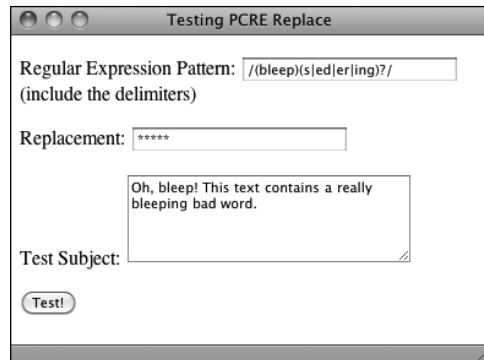 Testing PCRE Replace
Regular Expression Pattern: /(bleep)(s|ed|er|ing)?/
(include the delimiters)
Replacement: *****
Oh, bleep! This text contains a really
bleeping bad word.
Test Subject:
Test!